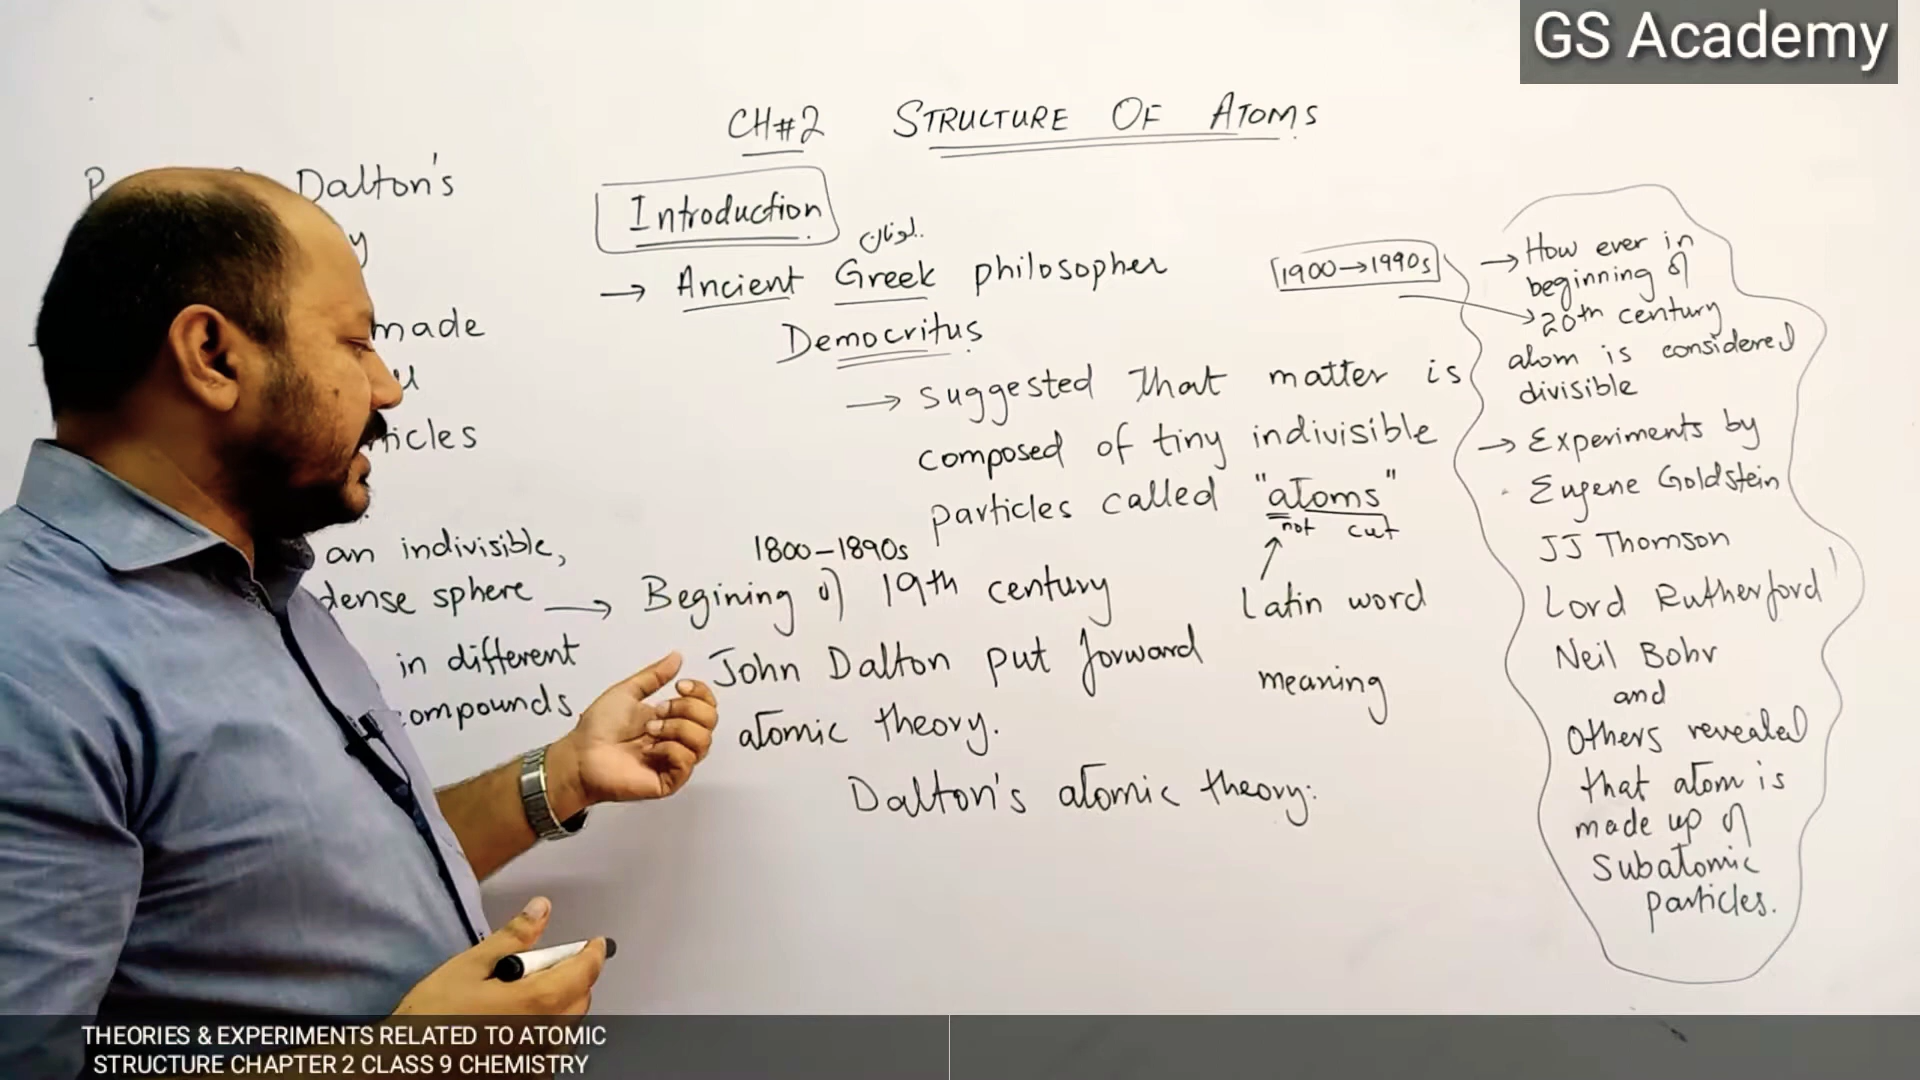 GS Academy
CH#2 STRUCTURE OF ATOMS
Dalton's
y
made
ticles
an indivisible,
dense sphere
in different
compounds
Introduction
یونان
→ Ancient Greek philosopher
Democritus
→ suggested that matter is
composed of tiny indivisible
particles called "atoms"
not cut
Latin word
meaning
1800-1890s
→ Begining of 19th century
John Dalton put forward
atomic theory.
Dalton's atomic theory:
1900→1990s
→ How ever in
beginning of
20th century
atom is considered
divisible
→ Experiments by
Eugene Goldstein
JJ Thomson
Lord Rutherford
Neil Bohr
and
Others revealed
that atom is
made up of
Subatomic
particles.
THEORIES & EXPERIMENTS RELATED TO ATOMIC
STRUCTURE CHAPTER 2 CLASS 9 CHEMISTRY